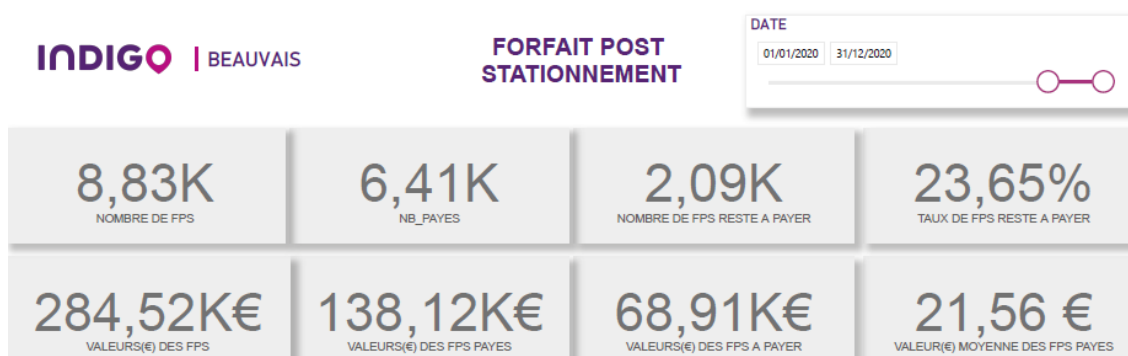 INDIGO | BEAUVAIS
FORFAIT POST
STATIONNEMENT
DATE
01/01/2020 31/12/2020
8,83K
NOMBRE DE FPS
6,41K
NB_PAYES
2,09K
NOMBRE DE FPS RESTE A PAYER
23,65%
TAUX DE FPS RESTE A PAYER
284,52K€
VALEURS(€) DES FPS
138,12K€
VALEURS(€) DES FPS PAYES
68,91K€
VALEURS(€) DES FPS A PAYER
21,56 €
VALEUR(€) MOYENNE DES FPS PAYES